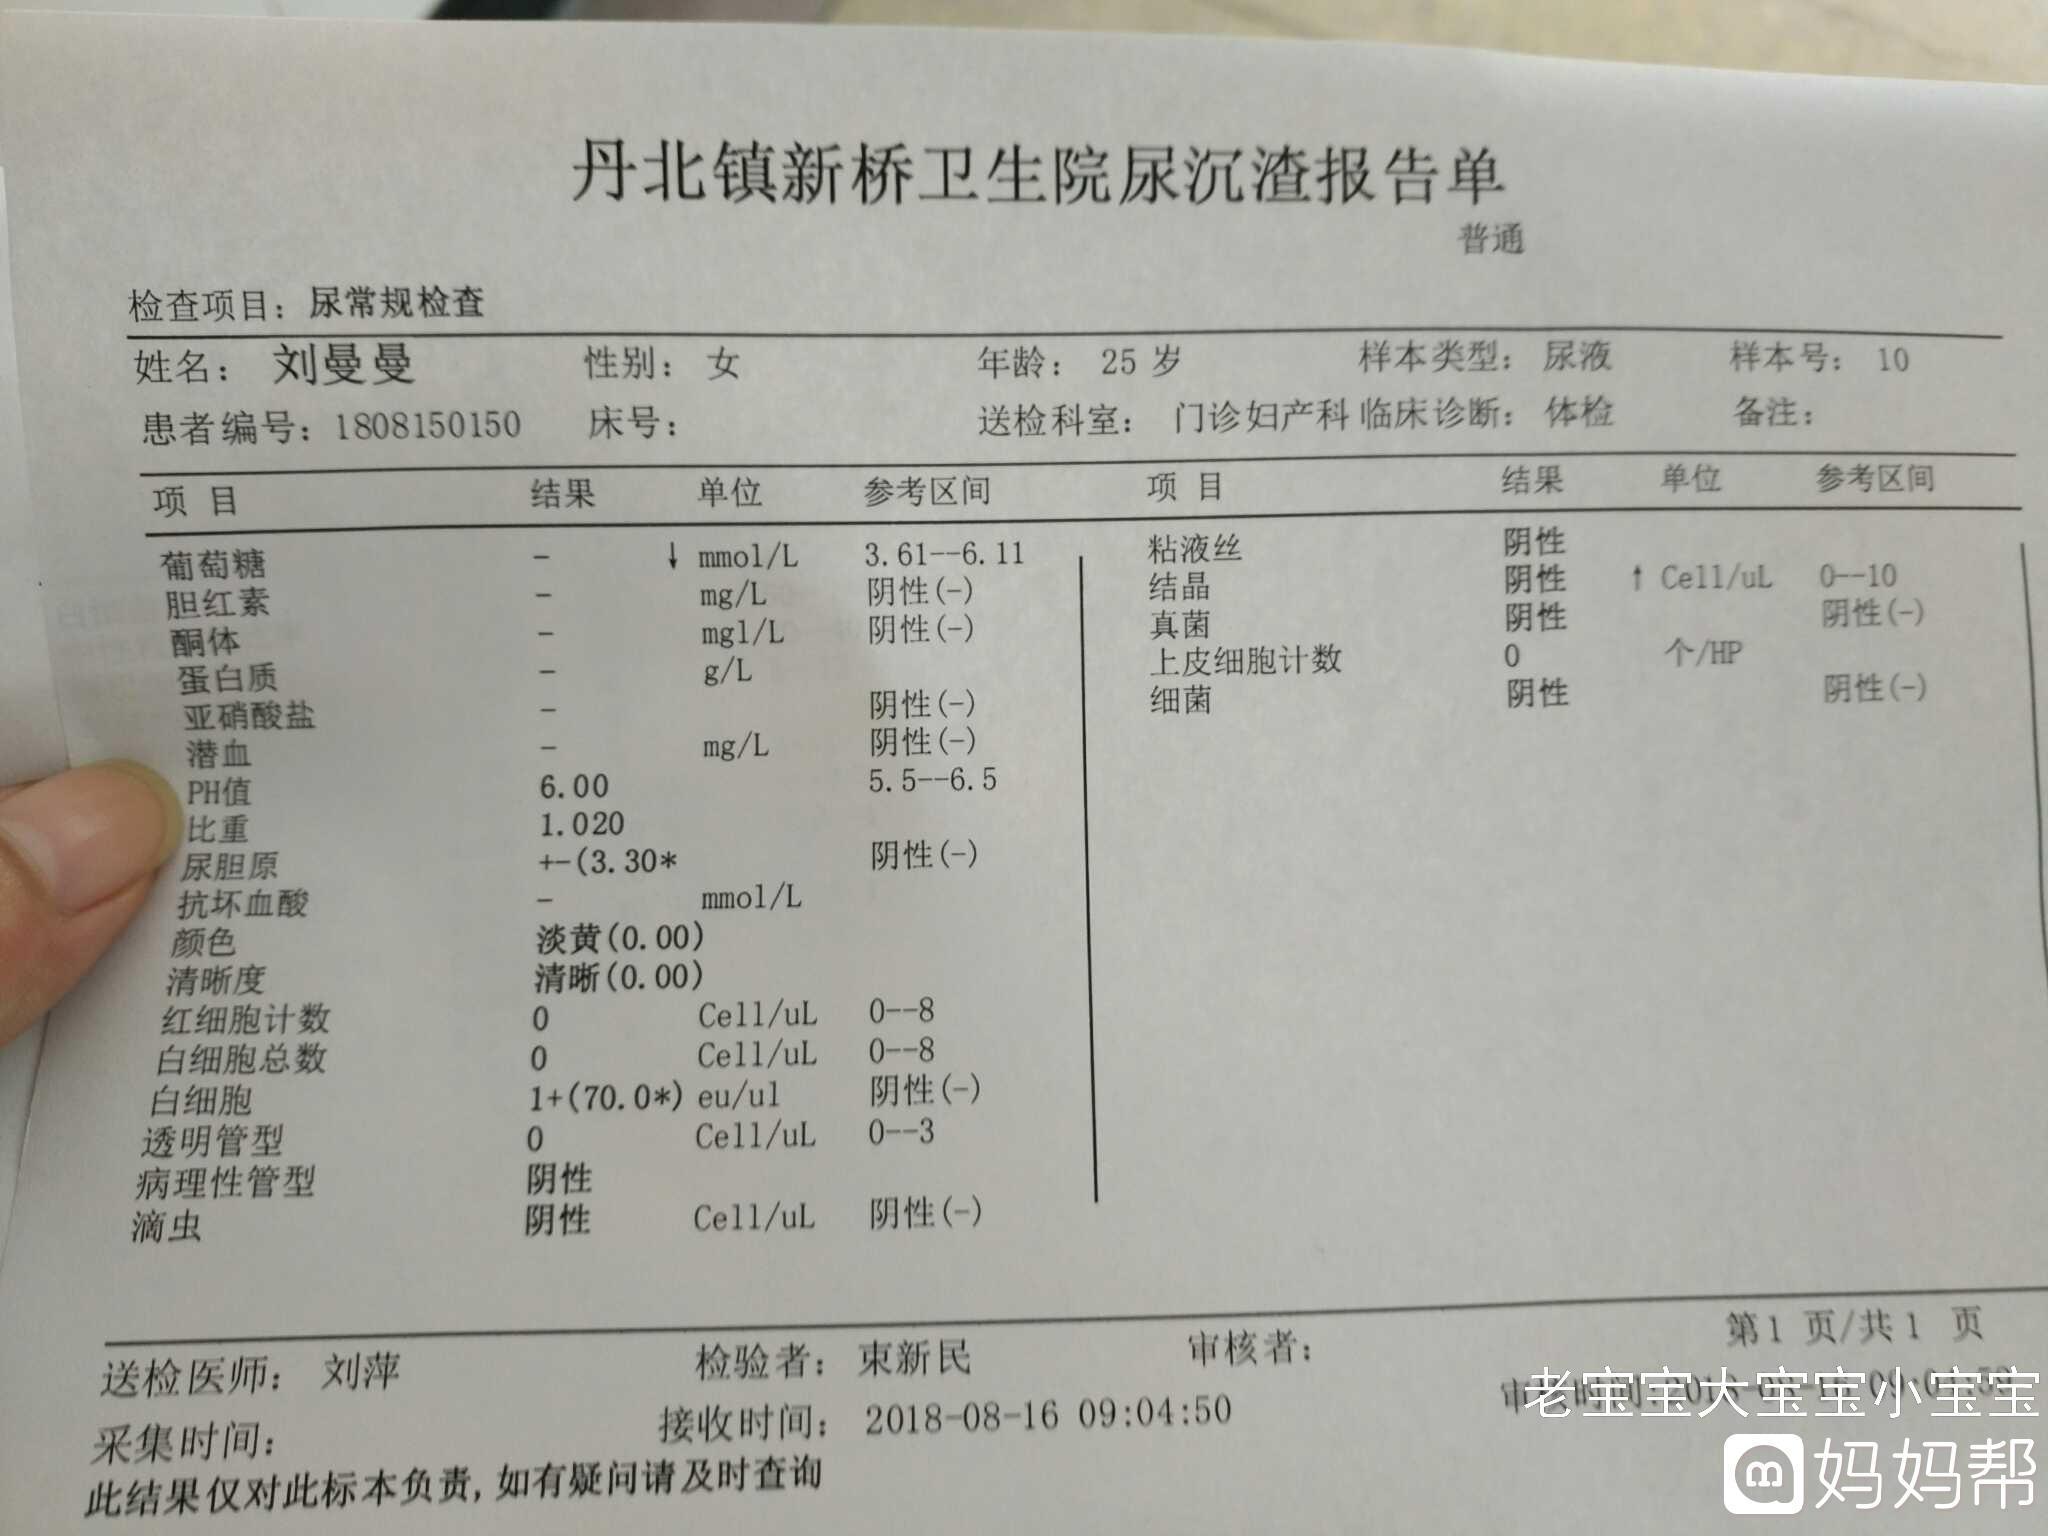 丹北镇新桥卫生院尿沉渣报告单
普通
检查项目：尿常规检查
姓名：刘曼曼 性别：女 年龄：25 岁 样本类型：尿液 样本号：10
患者编号：1808150150 床号： 送检科室：门诊妇产科 临床诊断：体检 备注：
项 目 结果 单位 参考区间 项 目 结果 单位 参考区间
葡萄糖 - ↓ mmol/L 3.61--6.11 粘液丝 阴性
胆红素 - mg/L 阴性(-) 结晶 阴性 ↑ Cell/uL 0--10
酮体 - mgl/L 阴性(-) 真菌 阴性 阴性(-)
蛋白质 - g/L 上皮细胞计数 0 个/HP
亚硝酸盐 - 阴性(-) 细菌 阴性 阴性(-)
潜血 - mg/L 阴性(-)
PH值 6.00 5.5--6.5
比重 1.020
尿胆原 +-(3.30* 阴性(-)
抗坏血酸 - mmol/L
颜色 淡黄(0.00)
清晰度 清晰(0.00)
红细胞计数 0 Cell/uL 0--8
白细胞总数 0 Cell/uL 0--8
白细胞 1+(70.0*) eu/ul 阴性(-)
透明管型 0 Cell/uL 0--3
病理性管型 阴性
滴虫 阴性 Cell/uL 阴性(-)
第1 页/共1 页
送检医师：刘萍 检验者：束新民 审核者：
采集时间： 接收时间：2018-08-16 09:04:50
此结果仅对此标本负责,如有疑问请及时查询
老宝宝大宝宝小宝宝
妈妈帮